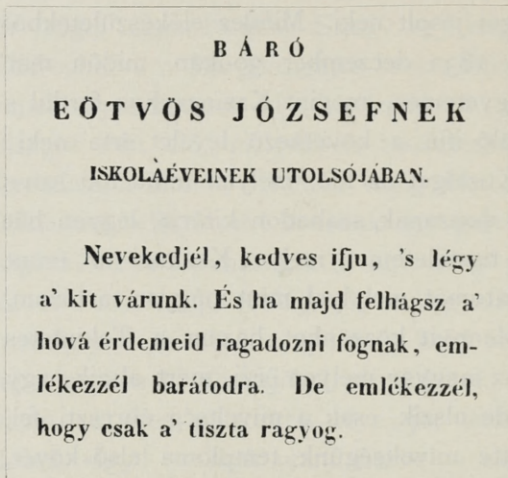 BÁRÓ
EÖTVÖS JÓZSEFNEK
ISKOLAÉVEINEK UTOLSÓJÁBAN.
Nevekedjél, kedves ifju, 's légy
a' kit várunk. És ha majd felhágsz a'
hová érdemeid ragadozni fognak, em-
lékezzél barátodra. De emlékezzél,
hogy csak a' tiszta ragyog.